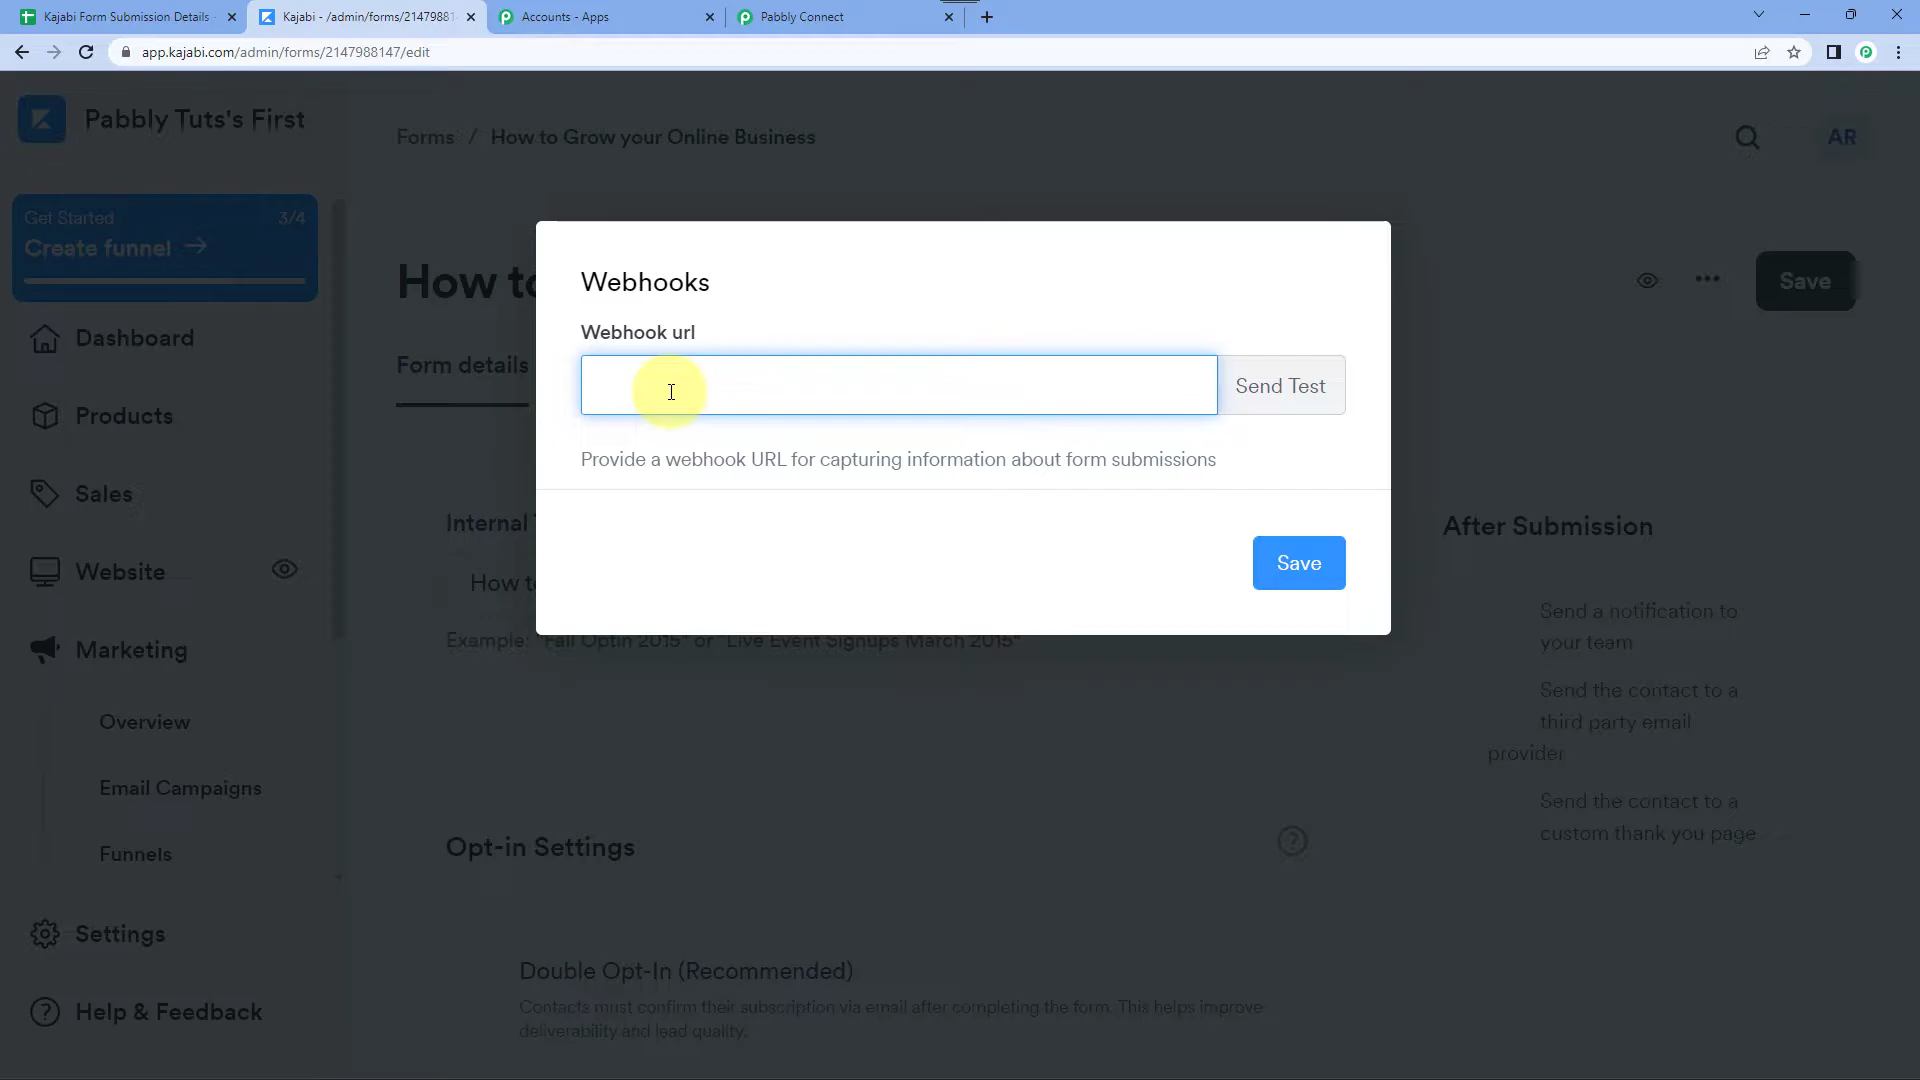 Kajabi Form Submission Details
Kajabi - /admin/forms/21479881
Accounts - Apps
Pabbly Connect
app.kajabi.com/admin/forms/2147988147/edit
Pabbly Tuts's First
Forms / How to Grow your Online Business
AR
Get Started 3/4
Create funnel
How to
Save
Webhooks
Webhook url
Send Test
Provide a webhook URL for capturing information about form submissions
Save
Form details
Dashboard
Products
Sales
Website
Marketing
Overview
Email Campaigns
Funnels
Settings
Help & Feedback
Internal
How to
Example: "Fall Optin 2015" or "Live Event Signups March 2015"
After Submission
Send a notification to
your team
Send the contact to a
third party email
provider
Send the contact to a
custom thank you page
Opt-in Settings
Double Opt-In (Recommended)
Contacts must confirm their subscription via email after completing the form. This helps improve
deliverability and lead quality.